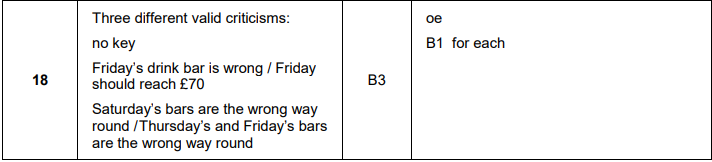 Three different valid criticisms:
oe
no key
B1 for each
Friday's drink bar is wrong / Friday
should reach £70
18
B3
Saturday's bars are the wrong way
round /Thursday's and Friday's bars
are the wrong way round